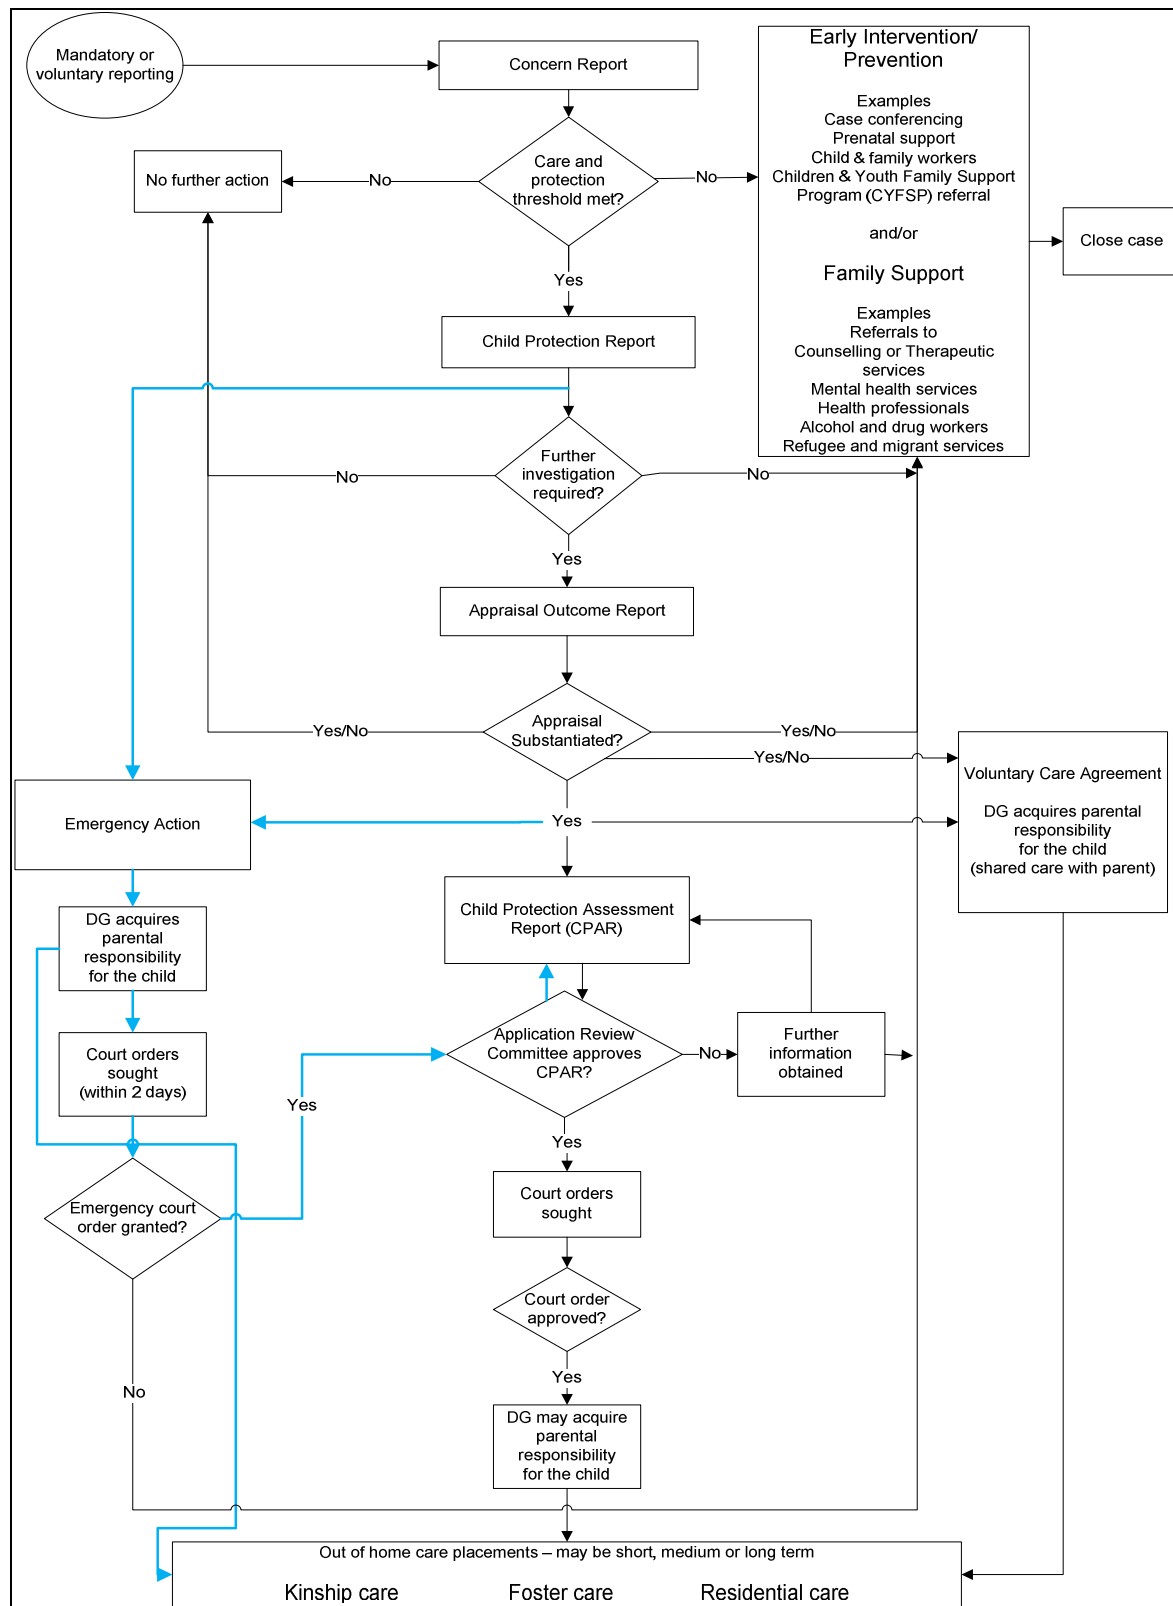 Mandatory or
voluntary reporting
Concern Report
Early Intervention/
Prevention
Examples
Case conferencing
Prenatal support
Child & family workers
Children & Youth Family Support
Program (CYFSP) referral
and/or
Family Support
Examples
Referrals to
Counselling or Therapeutic
services
Mental health services
Health professionals
Alcohol and drug workers
Refugee and migrant services
Close case
Care and
protection
threshold met?
No
No
No further action
Yes
Child Protection Report
Further
investigation
required?
No
No
Yes
Appraisal Outcome Report
Appraisal
Substantiated?
Yes/No
Yes/No
Yes/No
Voluntary Care Agreement
DG acquires parental
responsibility
for the child
(shared care with parent)
Yes
Emergency Action
DG acquires
parental
responsibility
for the child
Child Protection Assessment
Report (CPAR)
Court orders
sought
(within 2 days)
Application Review
Committee approves
CPAR?
No
Further
information
obtained
Yes
Yes
Emergency court
order granted?
Court orders
sought
Court order
approved?
No
Yes
DG may acquire
parental
responsibility
for the child
Out of home care placements – may be short, medium or long term
Kinship care Foster care Residential care